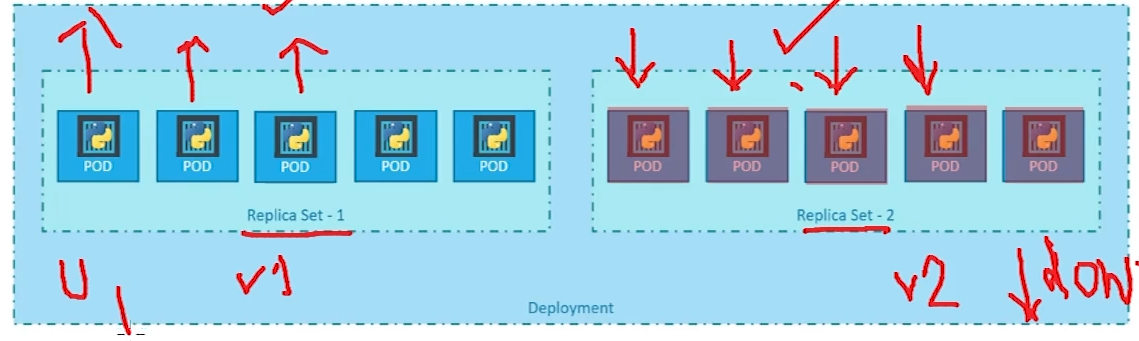 POD POD POD POD POD
POD POD POD POD POD
Replica Set - 1
Replica Set - 2
v1
v2
Deployment